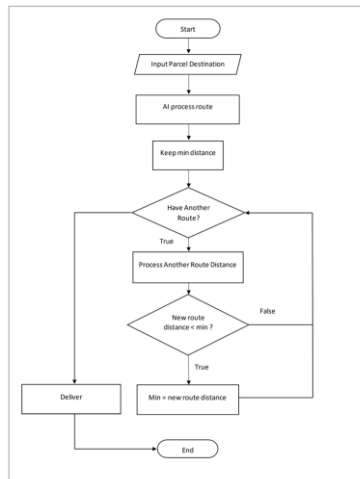 Start
Input Parcel Destination
AI process route
Keep min distance
Have Another
Route?
True
Process Another Route Distance
New route
distance < min ?
False
True
Deliver
Min = new route distance
End